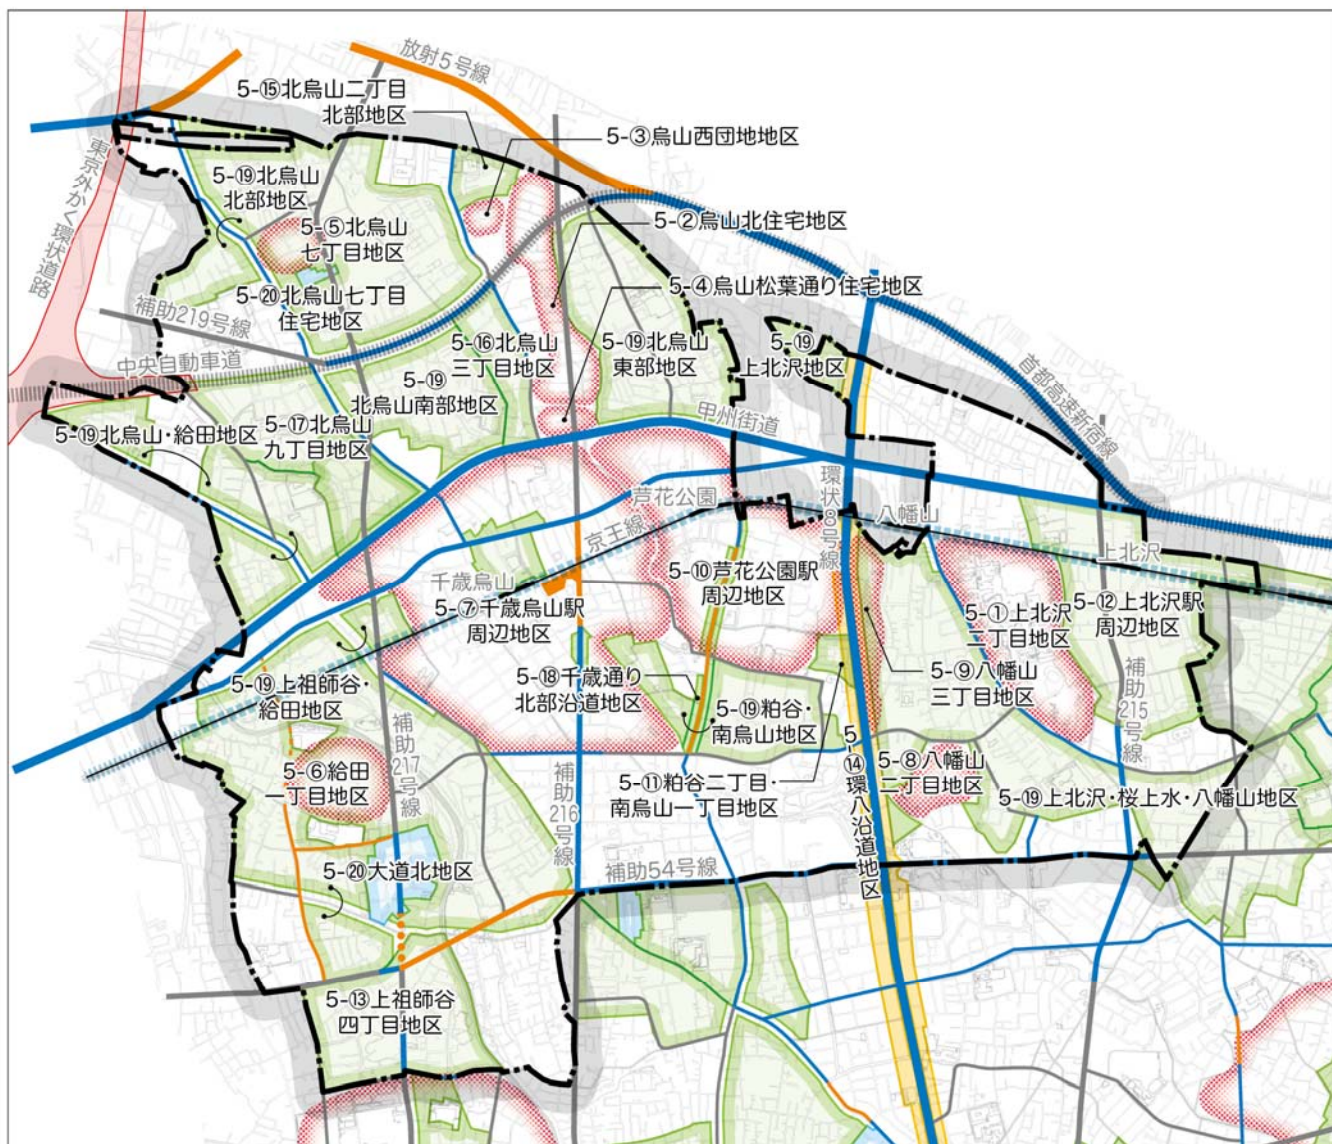 放射5号線
5-⑮北烏山二丁目
北部地区
5-③烏山西団地地区
東京外かく環状道路
5-⑲北烏山
北部地区
5-②烏山北住宅地区
5-⑤北烏山
七丁目地区
5-④烏山松葉通り住宅地区
5-⑳北烏山七丁目
住宅地区
補助219号線
中央自動車道
5-⑯北烏山
三丁目地区
5-⑲北烏山
東部地区
5-⑲
上北沢地区
首都高速新宿線
5-⑲
北烏山南部地区
5-⑰北烏山
九丁目地区
5-⑲北烏山・給田地区
甲州街道
芦花公園
京王線
環状8号線
八幡山
上北沢
千歳烏山
5-⑦千歳烏山駅
周辺地区
5-⑩芦花公園駅
周辺地区
5-①上北沢
二丁目地区
5-⑫上北沢駅
周辺地区
5-⑨八幡山
三丁目地区
5-⑱千歳通り
北部沿道地区
5-⑲上祖師谷・
給田地区
5-⑲粕谷・
南烏山地区
補助217号線
補助215号線
5-⑭環八沿道地区
5-⑥給田
一丁目地区
補助216号線
5-⑪粕谷二丁目・
南烏山一丁目地区
5-⑧八幡山
二丁目地区
5-⑲上北沢・桜上水・八幡山地区
5-⑳大道北地区
補助54号線
5-⑬上祖師谷
四丁目地区